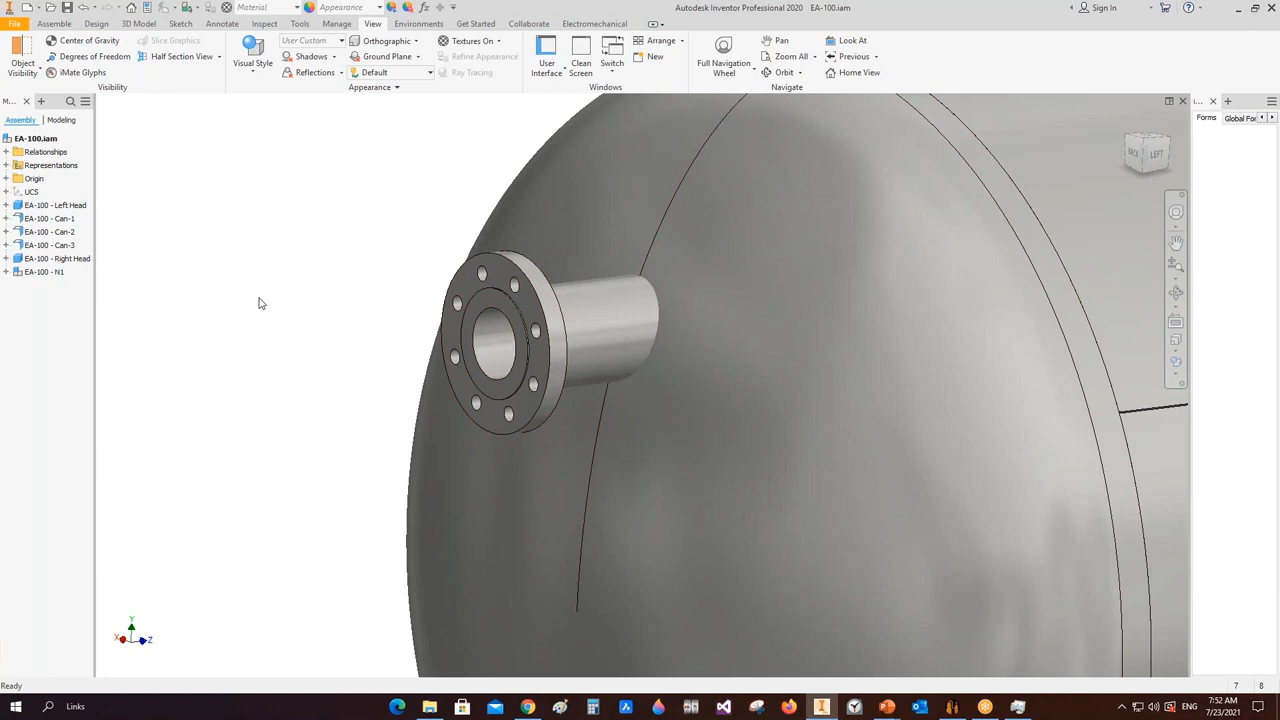 Material
Appearance
Autodesk Inventor Professional 2020 EA-100.iam
Sign In
File
Assemble
Design
3D Model
Sketch
Annotate
Inspect
Tools
Manage
View
Environments
Get Started
Collaborate
Electromechanical
Object
Visibility
Center of Gravity
Degrees of Freedom
iMate Glyphs
Slice Graphics
Half Section View
Visibility
Visual Style
User Custom
Shadows
Reflections
Orthographic
Ground Plane
Default
Textures On
Refine Appearance
Ray Tracing
Appearance
User
Interface
Clean
Screen
Switch
Arrange
New
Windows
Full Navigation
Wheel
Pan
Zoom All
Orbit
Look At
Previous
Home View
Navigate
M...
Assembly
Modeling
EA-100.iam
Relationships
Representations
Origin
UCS
EA-100 - Left Head
EA-100 - Can-1
EA-100 - Can-2
EA-100 - Can-3
EA-100 - Right Head
EA-100 - N1
BACK
LEFT
i...
Forms
Global For
Y
X
Z
Ready
7
8
Links
ENG
7:52 AM
7/23/2021